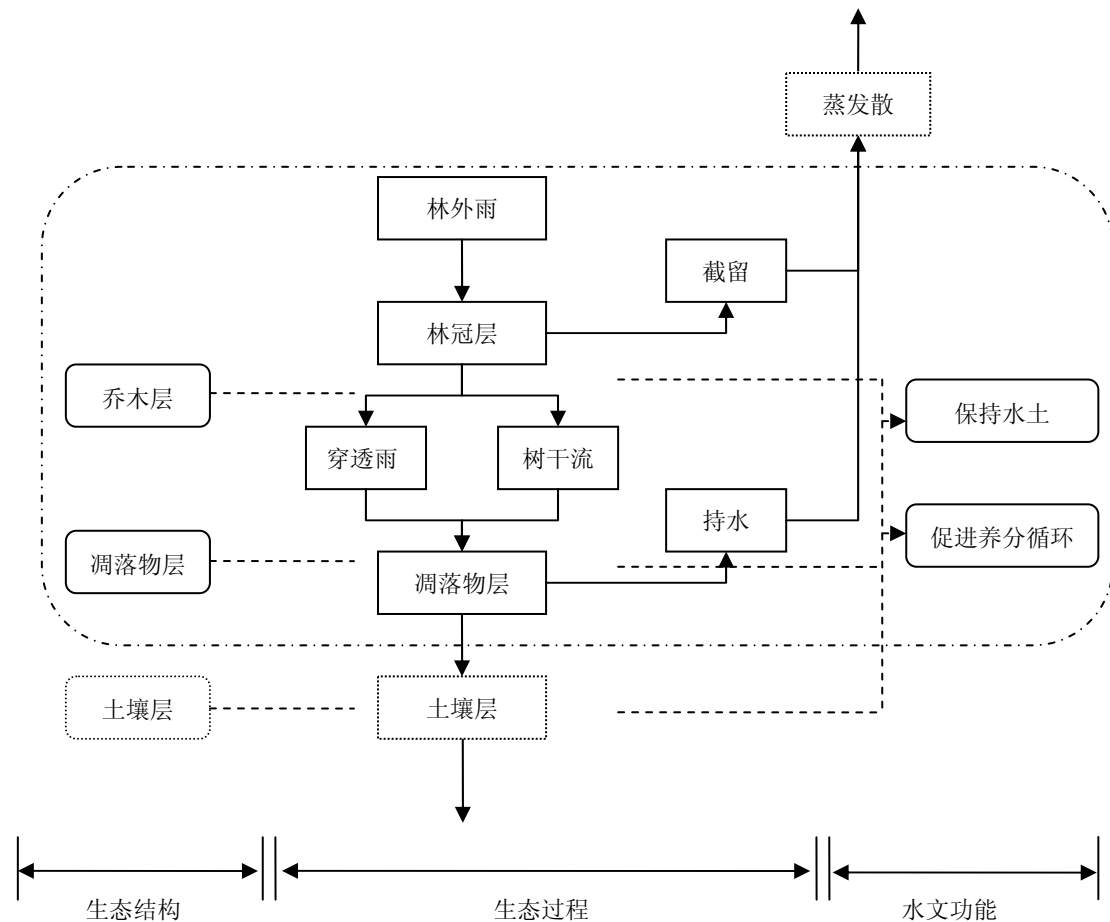 蒸发散
林外雨
截留
林冠层
乔木层
保持水土
穿透雨
树干流
持水
促进养分循环
凋落物层
凋落物层
土壤层
土壤层
生态结构
生态过程
水文功能